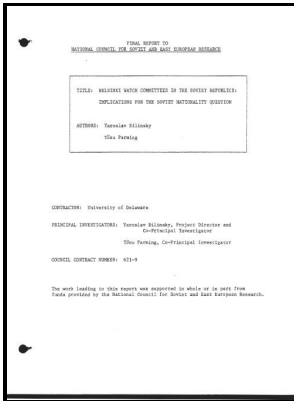 FINAL REPORT TO
NATIONAL COUNCIL FOR SOVIET AND EAST EUROPEAN RESEARCH
TITLE: HELSINKI WATCH COMMITTEES IN THE SOVIET REPUBLICS:
IMPLICATIONS FOR THE SOVIET NATIONALITY QUESTION
AUTHORS: Yaroslav Bilinsky
Tõnu Parming
CONTRACTOR: University of Delaware
PRINCIPAL INVESTIGATORS: Yaroslav Bilinsky, Project Director and
Co-Principal Investigator
Tõnu Parming, Co-Principal Investigator
COUNCIL CONTRACT NUMBER: 621-9
The work leading to this report was supported in whole or in part from
funds provided by the National Council for Soviet and East European Research.